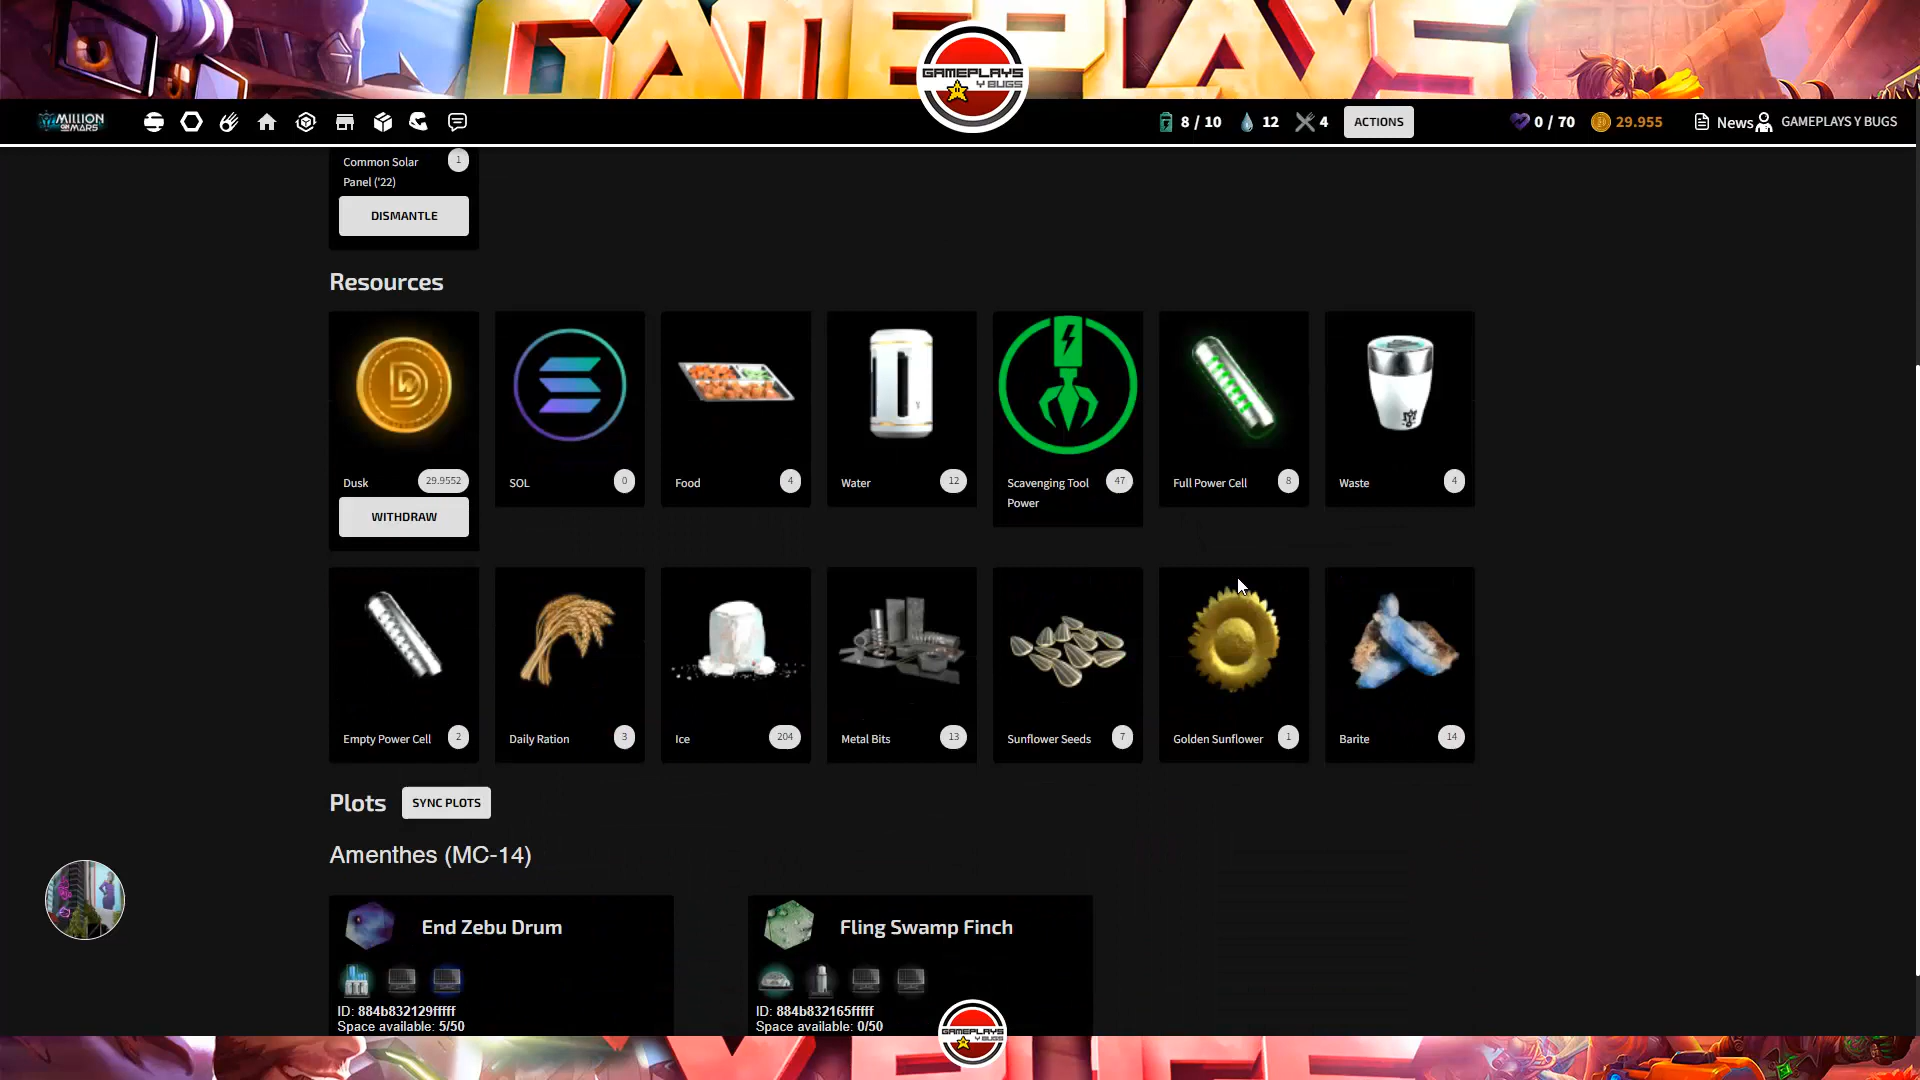 GAMEPLAYS
GAMEPLAYS
Y BUGS
MILLION
ON MARS
8 / 10
12
4
ACTIONS
0 / 70
29.955
News
GAMEPLAYS Y BUGS
Common Solar
Panel ('22)
1
DISMANTLE
Resources
Dusk
29.9552
WITHDRAW
SOL
0
Food
4
Water
12
Scavenging Tool
Power
47
Full Power Cell
8
Waste
4
Empty Power Cell
2
Daily Ration
3
Ice
204
Metal Bits
13
Sunflower Seeds
7
Golden Sunflower
1
Barite
14
Plots
SYNC PLOTS
Amenthes (MC-14)
End Zebu Drum
ID: 884b832129fffff
Space available: 5/50
Fling Swamp Finch
ID: 884b832165fffff
Space available: 0/50
GAMEPLAYS
Y BUGS